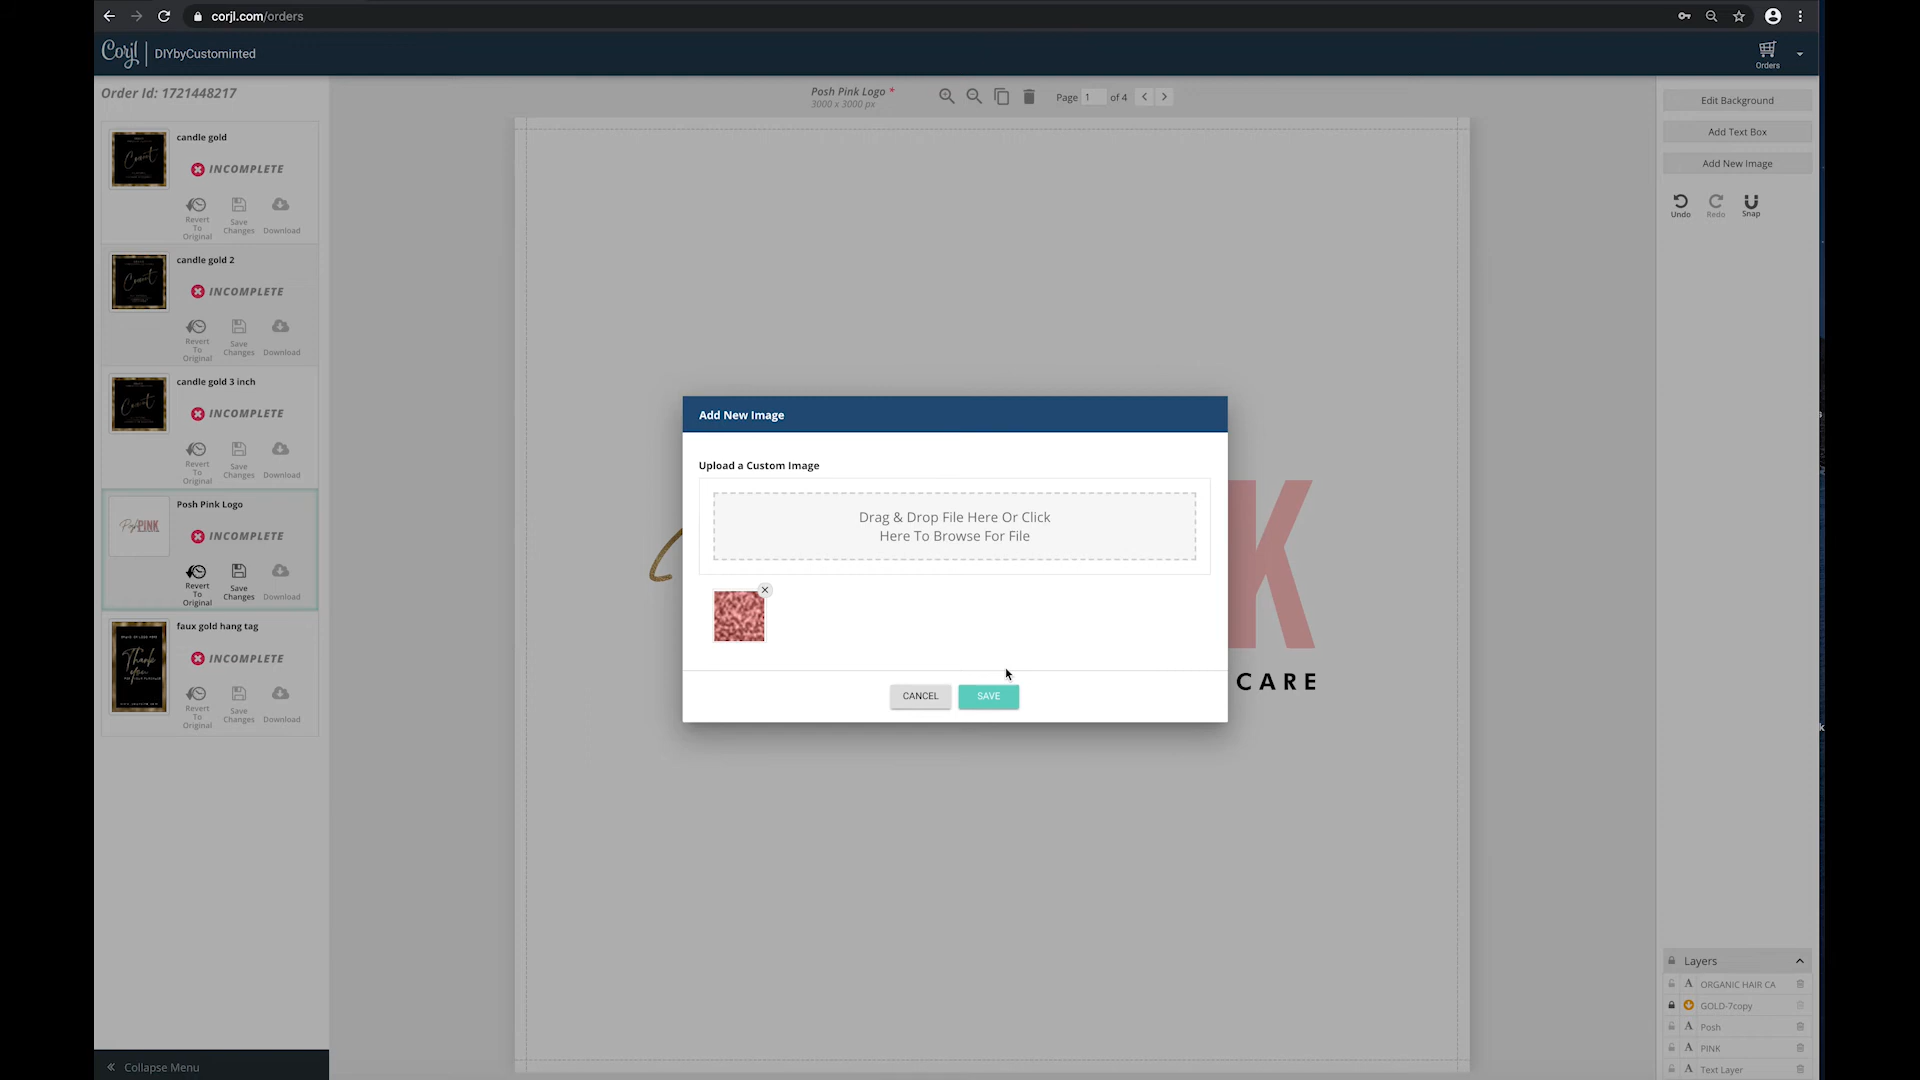 corjl.com/orders
Corjl | DIYbyCustominted
Orders
Order Id: 1721448217
candle gold
INCOMPLETE
Revert To Original
Save Changes
Download
candle gold 2
INCOMPLETE
Revert To Original
Save Changes
Download
candle gold 3 inch
INCOMPLETE
Revert To Original
Save Changes
Download
Posh Pink Logo
PINK
INCOMPLETE
Revert To Original
Save Changes
Download
faux gold hang tag
Thank you
INCOMPLETE
Revert To Original
Save Changes
Download
Collapse Menu
Posh Pink Logo *
3000 x 3000 px
Page 1 of 4
Add New Image
Upload a Custom Image
Drag & Drop File Here Or Click
Here To Browse For File
CANCEL
SAVE
K
CARE
Edit Background
Add Text Box
Add New Image
Undo
Redo
Snap
Layers
ORGANIC HAIR CA
GOLD-7copy
Posh
PINK
Text Layer